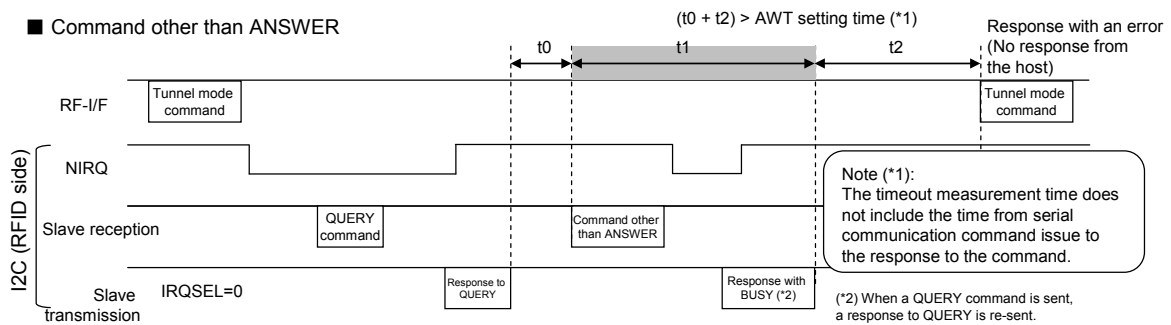 ■ Command other than ANSWER
(t0 + t2) > AWT setting time (*1)
Response with an error
(No response from
the host)
t0
t1
t2
RF-I/F
Tunnel mode
command
Tunnel mode
command
I2C (RFID side)
NIRQ
Note (*1):
The timeout measurement time does
not include the time from serial
communication command issue to
the response to the command.
Slave reception
QUERY
command
Command other
than ANSWER
Slave
transmission
IRQSEL=0
Response to
QUERY
Response with
BUSY (*2)
(*2) When a QUERY command is sent,
a response to QUERY is re-sent.